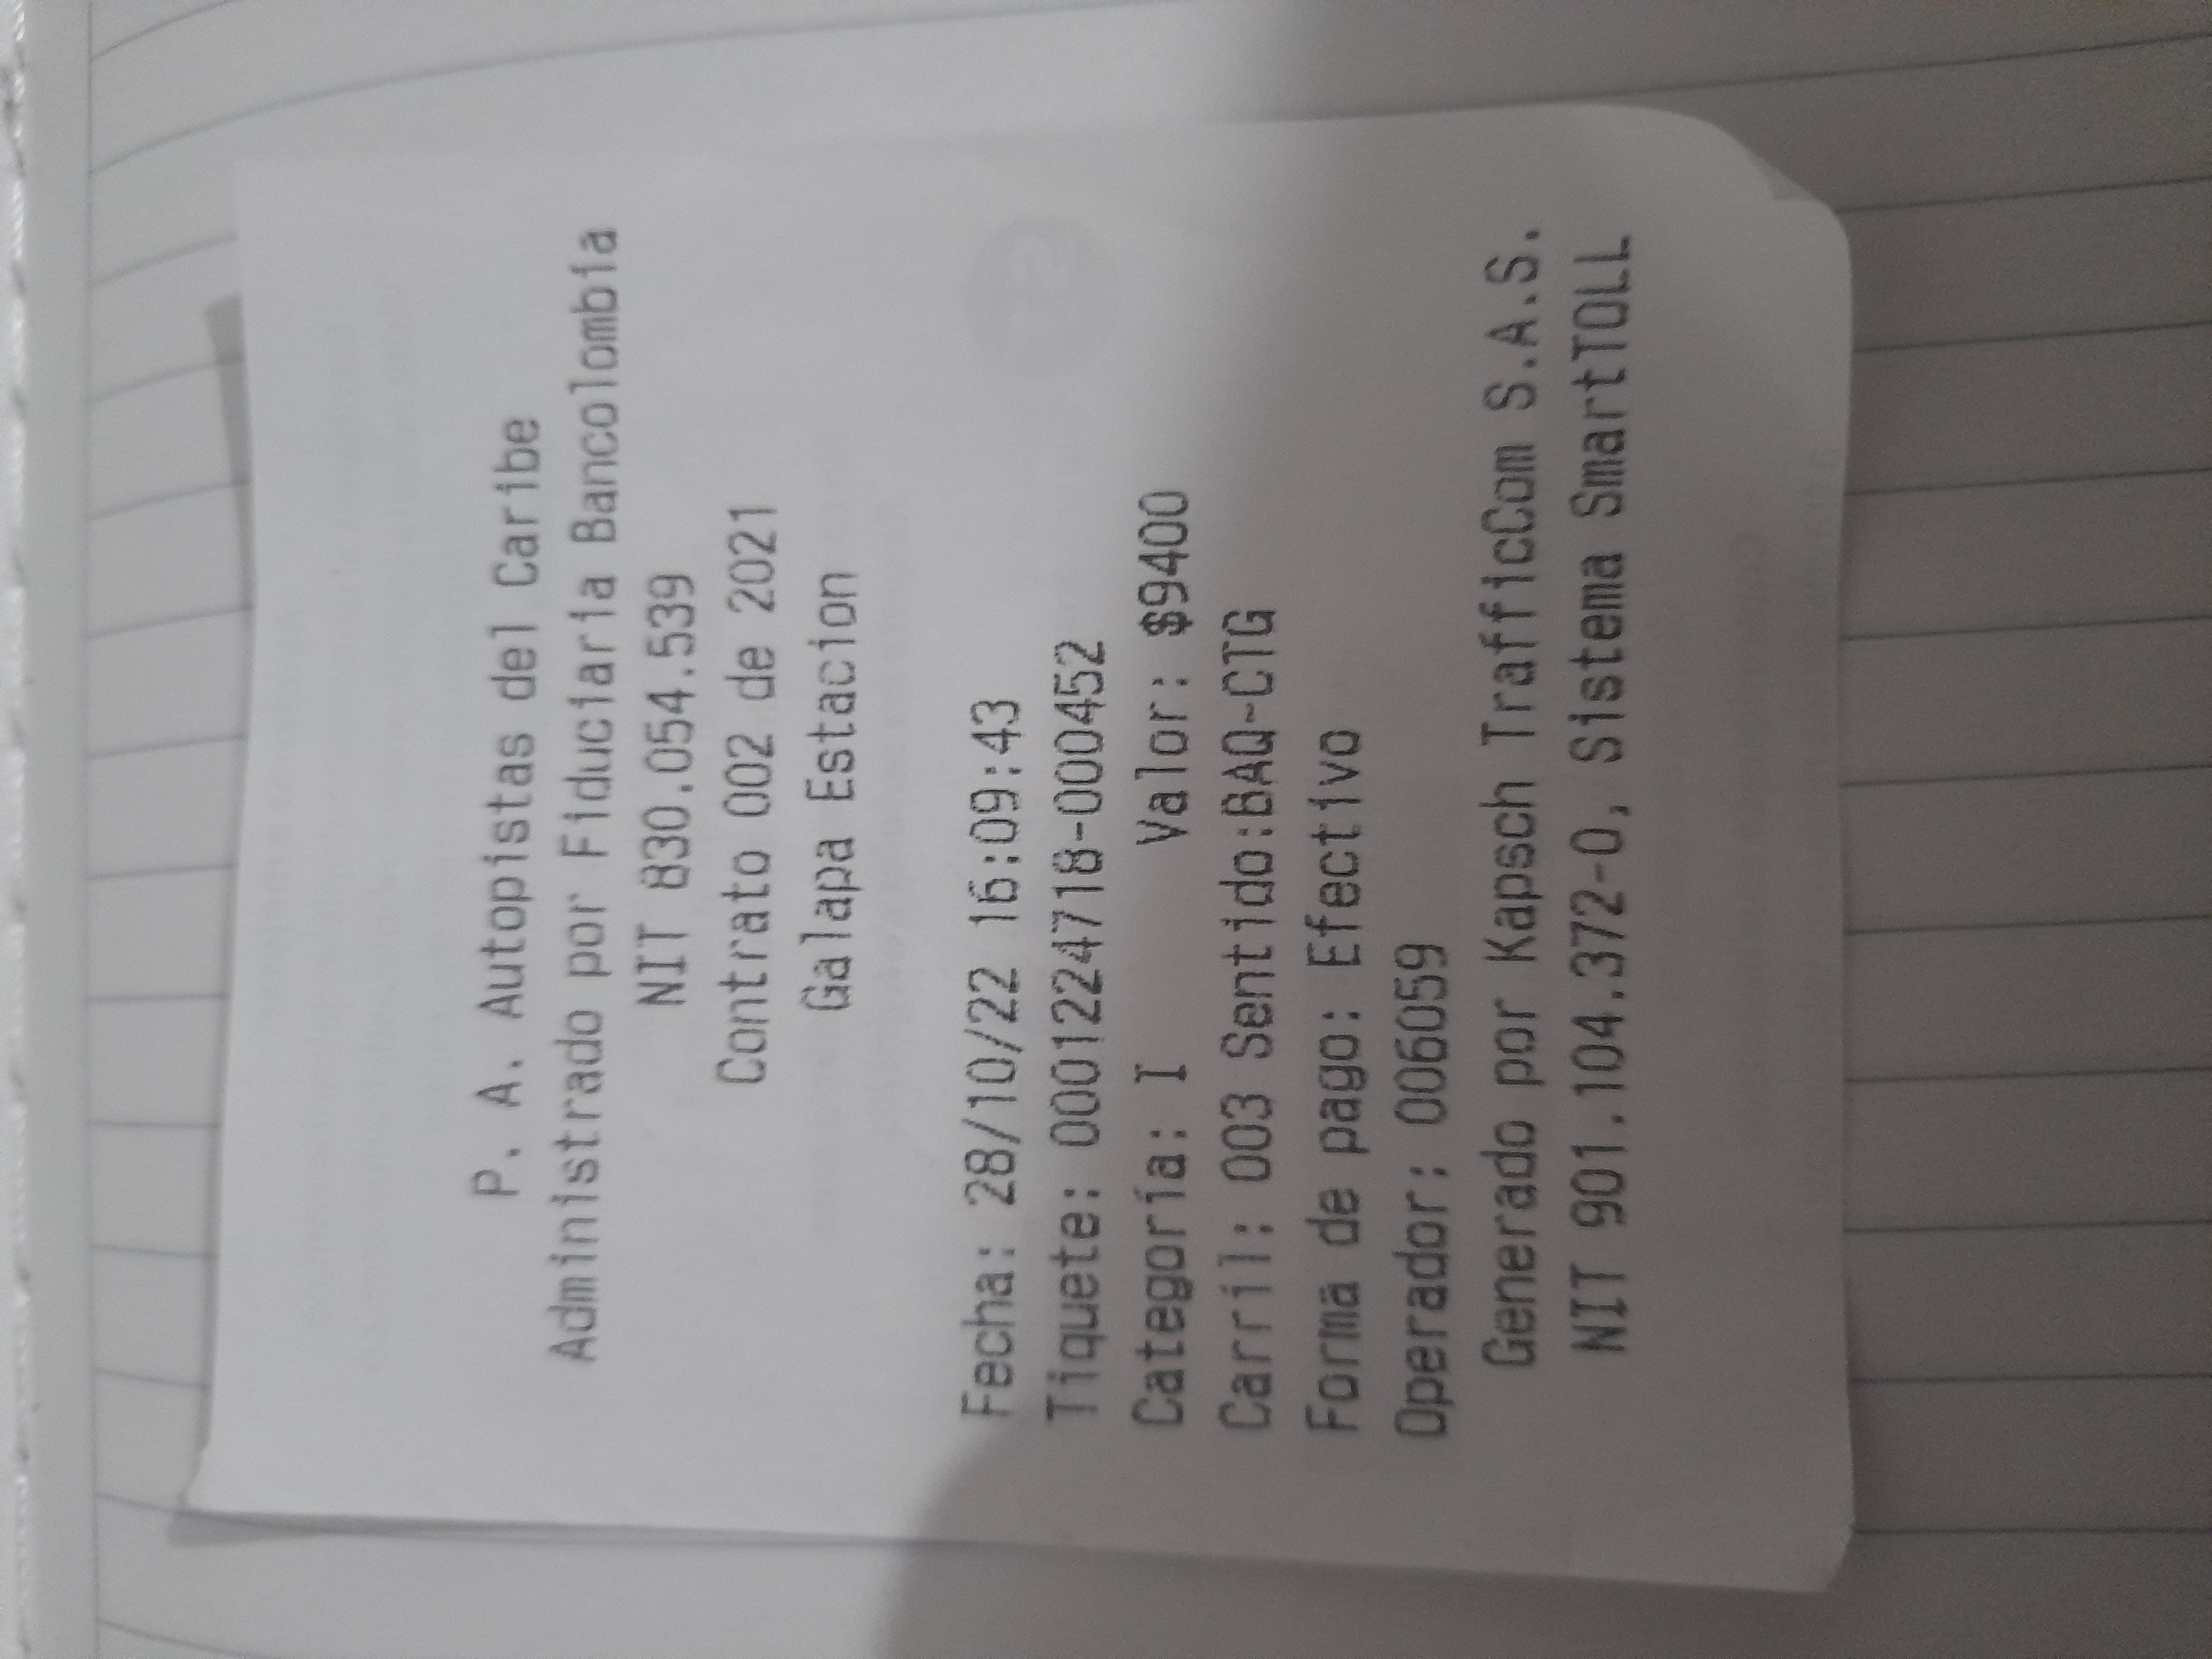 P. A. Autopistas del Caribe
Administrado por Fiduciaria Bancolombia
NIT 830.054.539
Contrato 002 de 2021
Galapa Estacion
Fecha: 28/10/22 16:09:43
Tiquete: 0001224718-000452
Categoría: I Valor: $9400
Carril: 003 Sentido:BAQ-CTG
Forma de pago: Efectivo
Operador: 006059
Generado por Kapsch TrafficCom S.A.S.
NIT 901.104.372-0, Sistema SmartTOLL